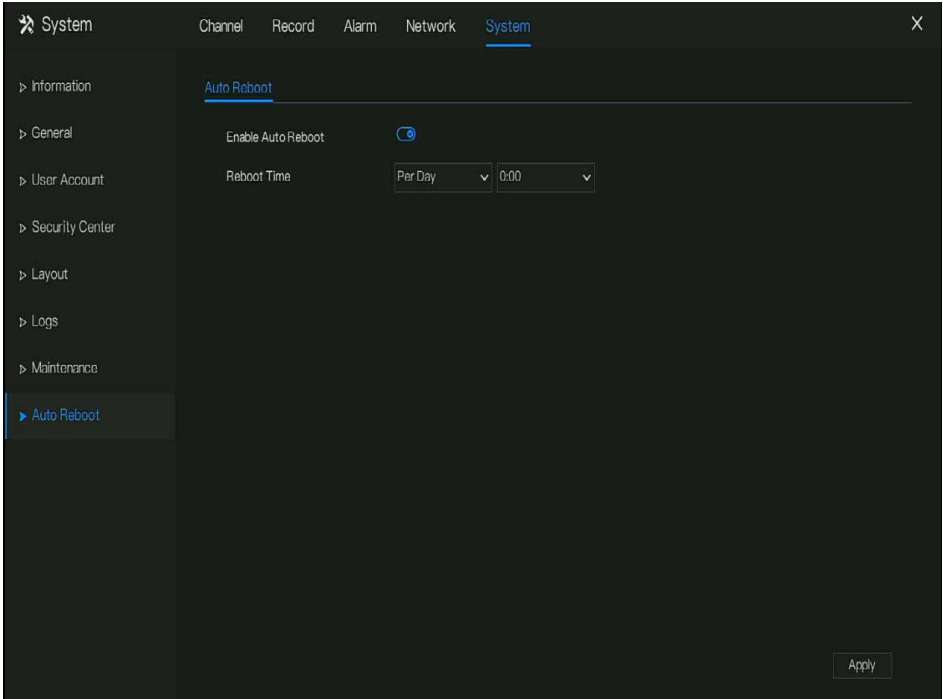 System
Channel Record Alarm Network System X
Information
General
User Account
Security Center
Layout
Logs
Maintenance
Auto Reboot
Auto Reboot
Enable Auto Reboot
Reboot Time Per Day 0:00
Apply